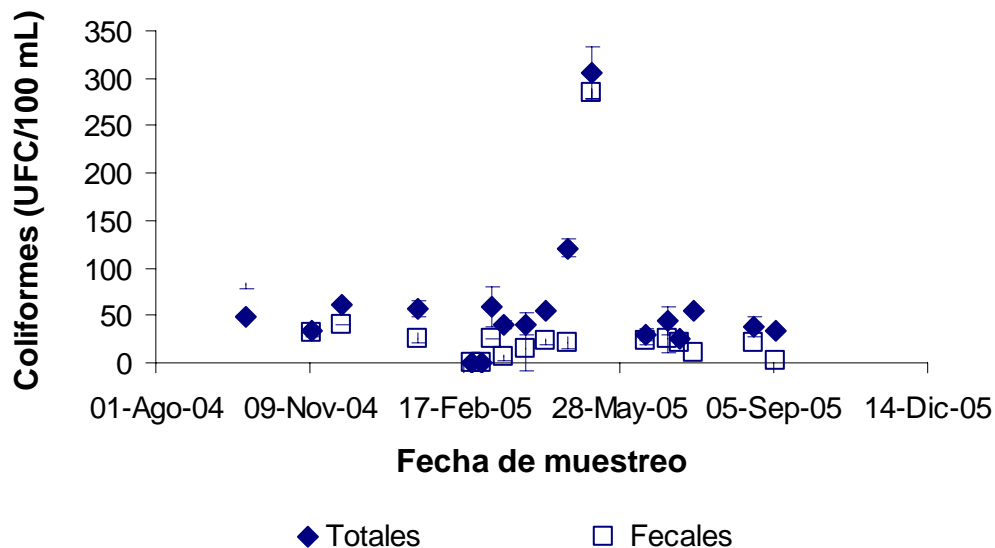 350
300
250
200
150
100
50
0
Coliformes (UFC/100 mL)
01-Ago-04 09-Nov-04 17-Feb-05 28-May-05 05-Sep-05 14-Dic-05
Fecha de muestreo
Totales Fecales